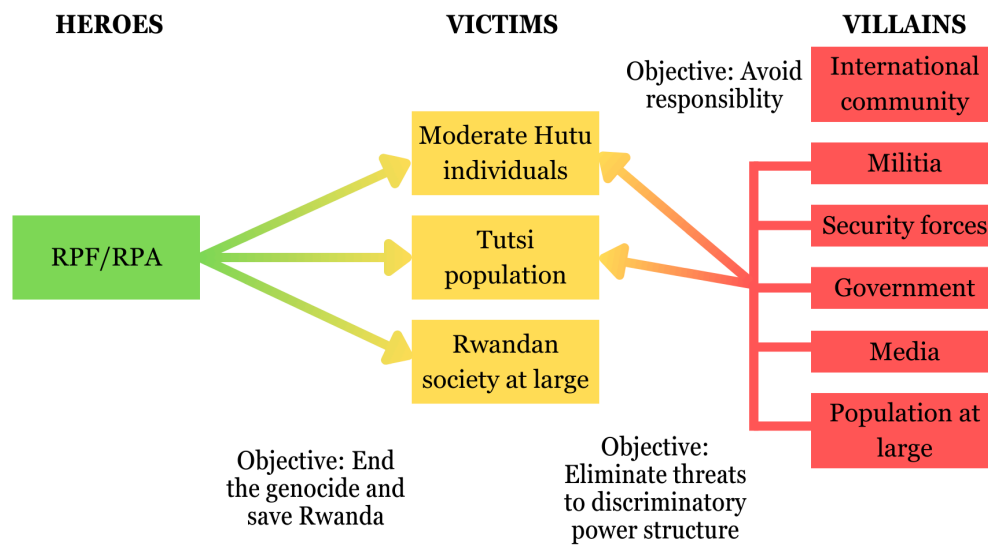 HEROES
VICTIMS
VILLAINS
Objective: Avoid
responsiblity
International
community
Moderate Hutu
individuals
Militia
RPF/RPA
Tutsi
population
Security forces
Government
Rwandan
society at large
Media
Population at
large
Objective: End
the genocide and
save Rwanda
Objective:
Eliminate threats
to discriminatory
power structure